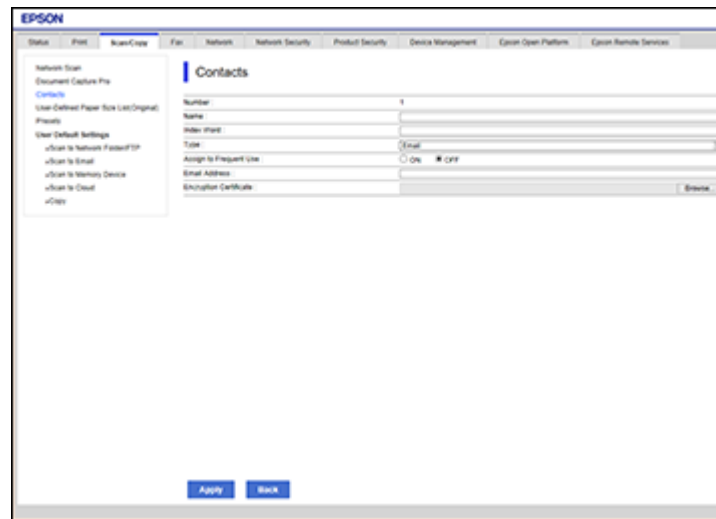 EPSON
Status Print Scan/Copy Fax Network Network Security Product Security Device Management Epson Open Platform Epson Remote Services
Network Scan
Document Capture Pro
Contacts
User-Defined Paper Size List(Original)
Presets
User Default Settings
»Scan to Network Folder/FTP
»Scan to Email
»Scan to Memory Device
»Scan to Cloud
»Copy
Contacts
Number : 1
Name :
Index Word :
Type : Email
Assign to Frequent Use : ON OFF
Email Address :
Encryption Certificate : Browse...
Apply Back